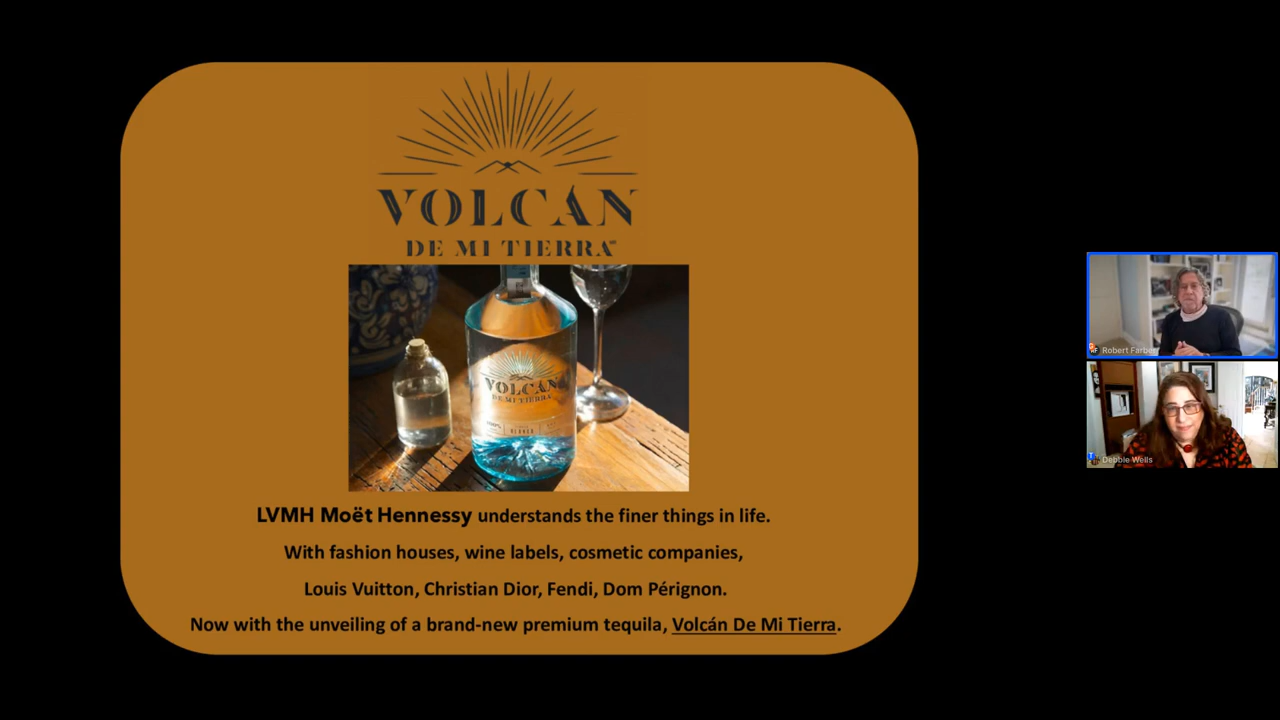 VOLCÁN
DE MI TIERRA
VOLCÁN
DE MI TIERRA
BLANCO
LVMH Moët Hennessy understands the finer things in life.
With fashion houses, wine labels, cosmetic companies,
Louis Vuitton, Christian Dior, Fendi, Dom Pérignon.
Now with the unveiling of a brand-new premium tequila, Volcán De Mi Tierra.
Robert Farber
Debbie Wells